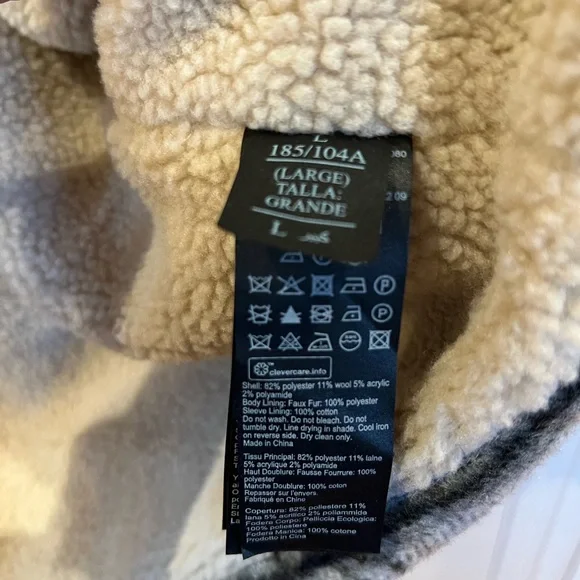 L
185/104A
(LARGE)
TALLA:
GRANDE
L
P
P
clevercare.info
Shell: 82% polyester 11% wool 5% acrylic
2% polyamide
Body Lining: Faux Fur: 100% polyester
Sleeve Lining: 100% cotton
Do not wash. Do not bleach. Do not
tumble dry. Line drying in shade. Cool iron
on reverse side. Dry clean only.
Made in China
Tissu Principal: 82% polyester 11% laine
5% acrylique 2% polyamide
Haut Doublure: Fausse Fourrure: 100%
polyester
Manche Doublure: 100% coton
Repasser sur l'envers.
Fabriqué en Chine
Copertura: 82% poliestere 11%
lana 5% acrilico 2% poliammide
Fodera Corpo: Pelliccia Ecologica:
100% poliestere
Fodera Manica: 100% cotone
Prodotto in Cina